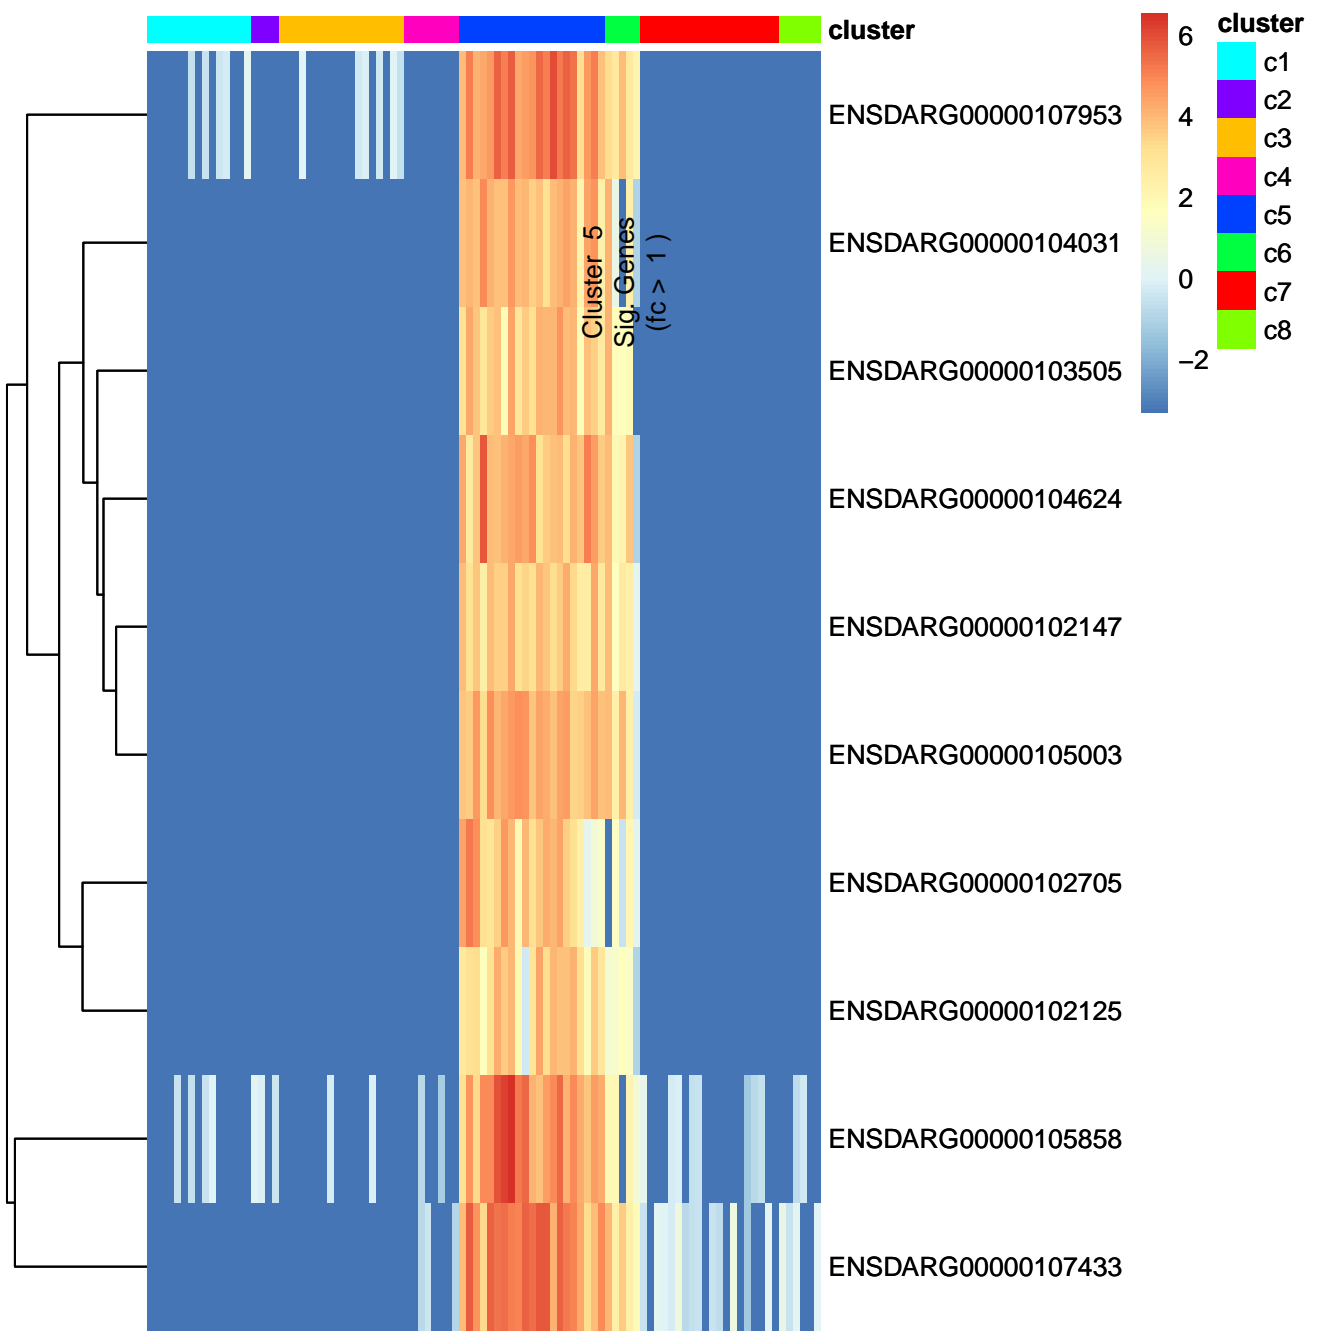 cluster
ENSDARG00000107953
ENSDARG00000104031
ENSDARG00000103505
ENSDARG00000104624
ENSDARG00000102147
ENSDARG00000105003
ENSDARG00000102705
ENSDARG00000102125
ENSDARG00000105858
ENSDARG00000107433
Cluster 5
Sig. Genes
(fc > 1 )
6
4
2
0
−2
cluster
c1
c2
c3
c4
c5
c6
c7
c8